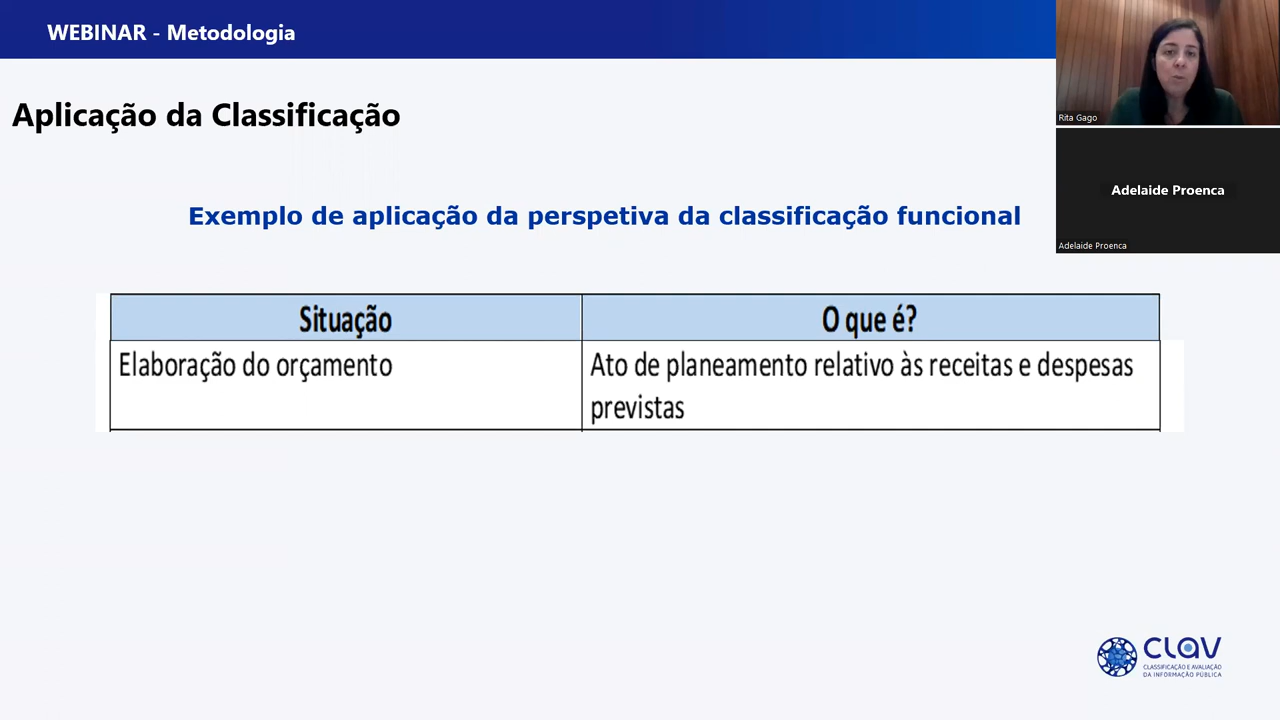 WEBINAR - Metodologia
Aplicação da Classificação
Exemplo de aplicação da perspetiva da classificação funcional
Situação
O que é?
Elaboração do orçamento
Ato de planeamento relativo às receitas e despesas
previstas
Rita Gago
Adelaide Proenca
Adelaide Proenca
CLAV
CLASSIFICAÇÃO E AVALIAÇÃO
DA INFORMAÇÃO PÚBLICA